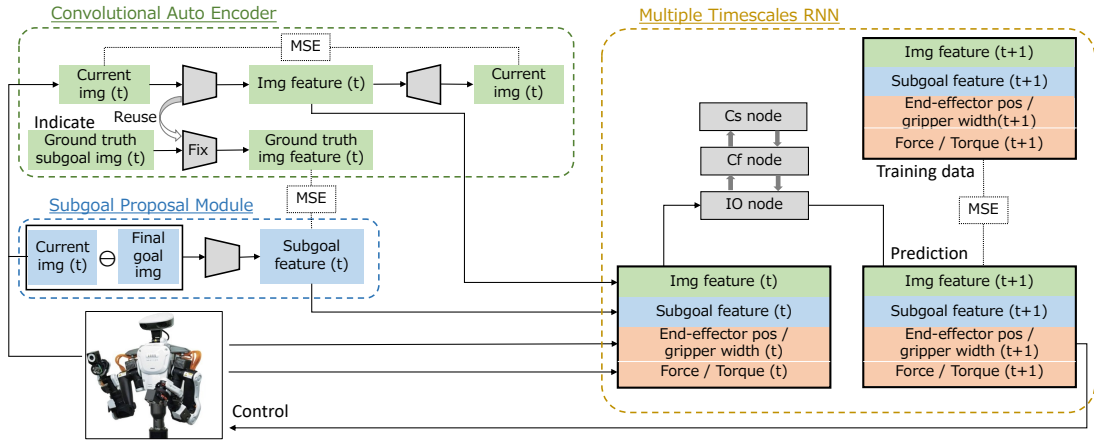 Convolutional Auto Encoder
MSE
Current
img (t)
Img feature (t)
Current
img (t)
Reuse
Indicate
Ground truth
subgoal img (t)
Fix
Ground truth
img feature (t)
MSE
Subgoal Proposal Module
Current
img (t)
⊖
Final
goal
img
Subgoal
feature (t)
Control
Multiple Timescales RNN
Img feature (t+1)
Subgoal feature (t+1)
End-effector pos /
gripper width(t+1)
Force / Torque (t+1)
Training data
MSE
Cs node
Cf node
IO node
Prediction
Img feature (t)
Subgoal feature (t)
End-effector pos /
gripper width (t)
Force / Torque (t)
Img feature (t+1)
Subgoal feature (t+1)
End-effector pos /
gripper width (t+1)
Force / Torque (t+1)